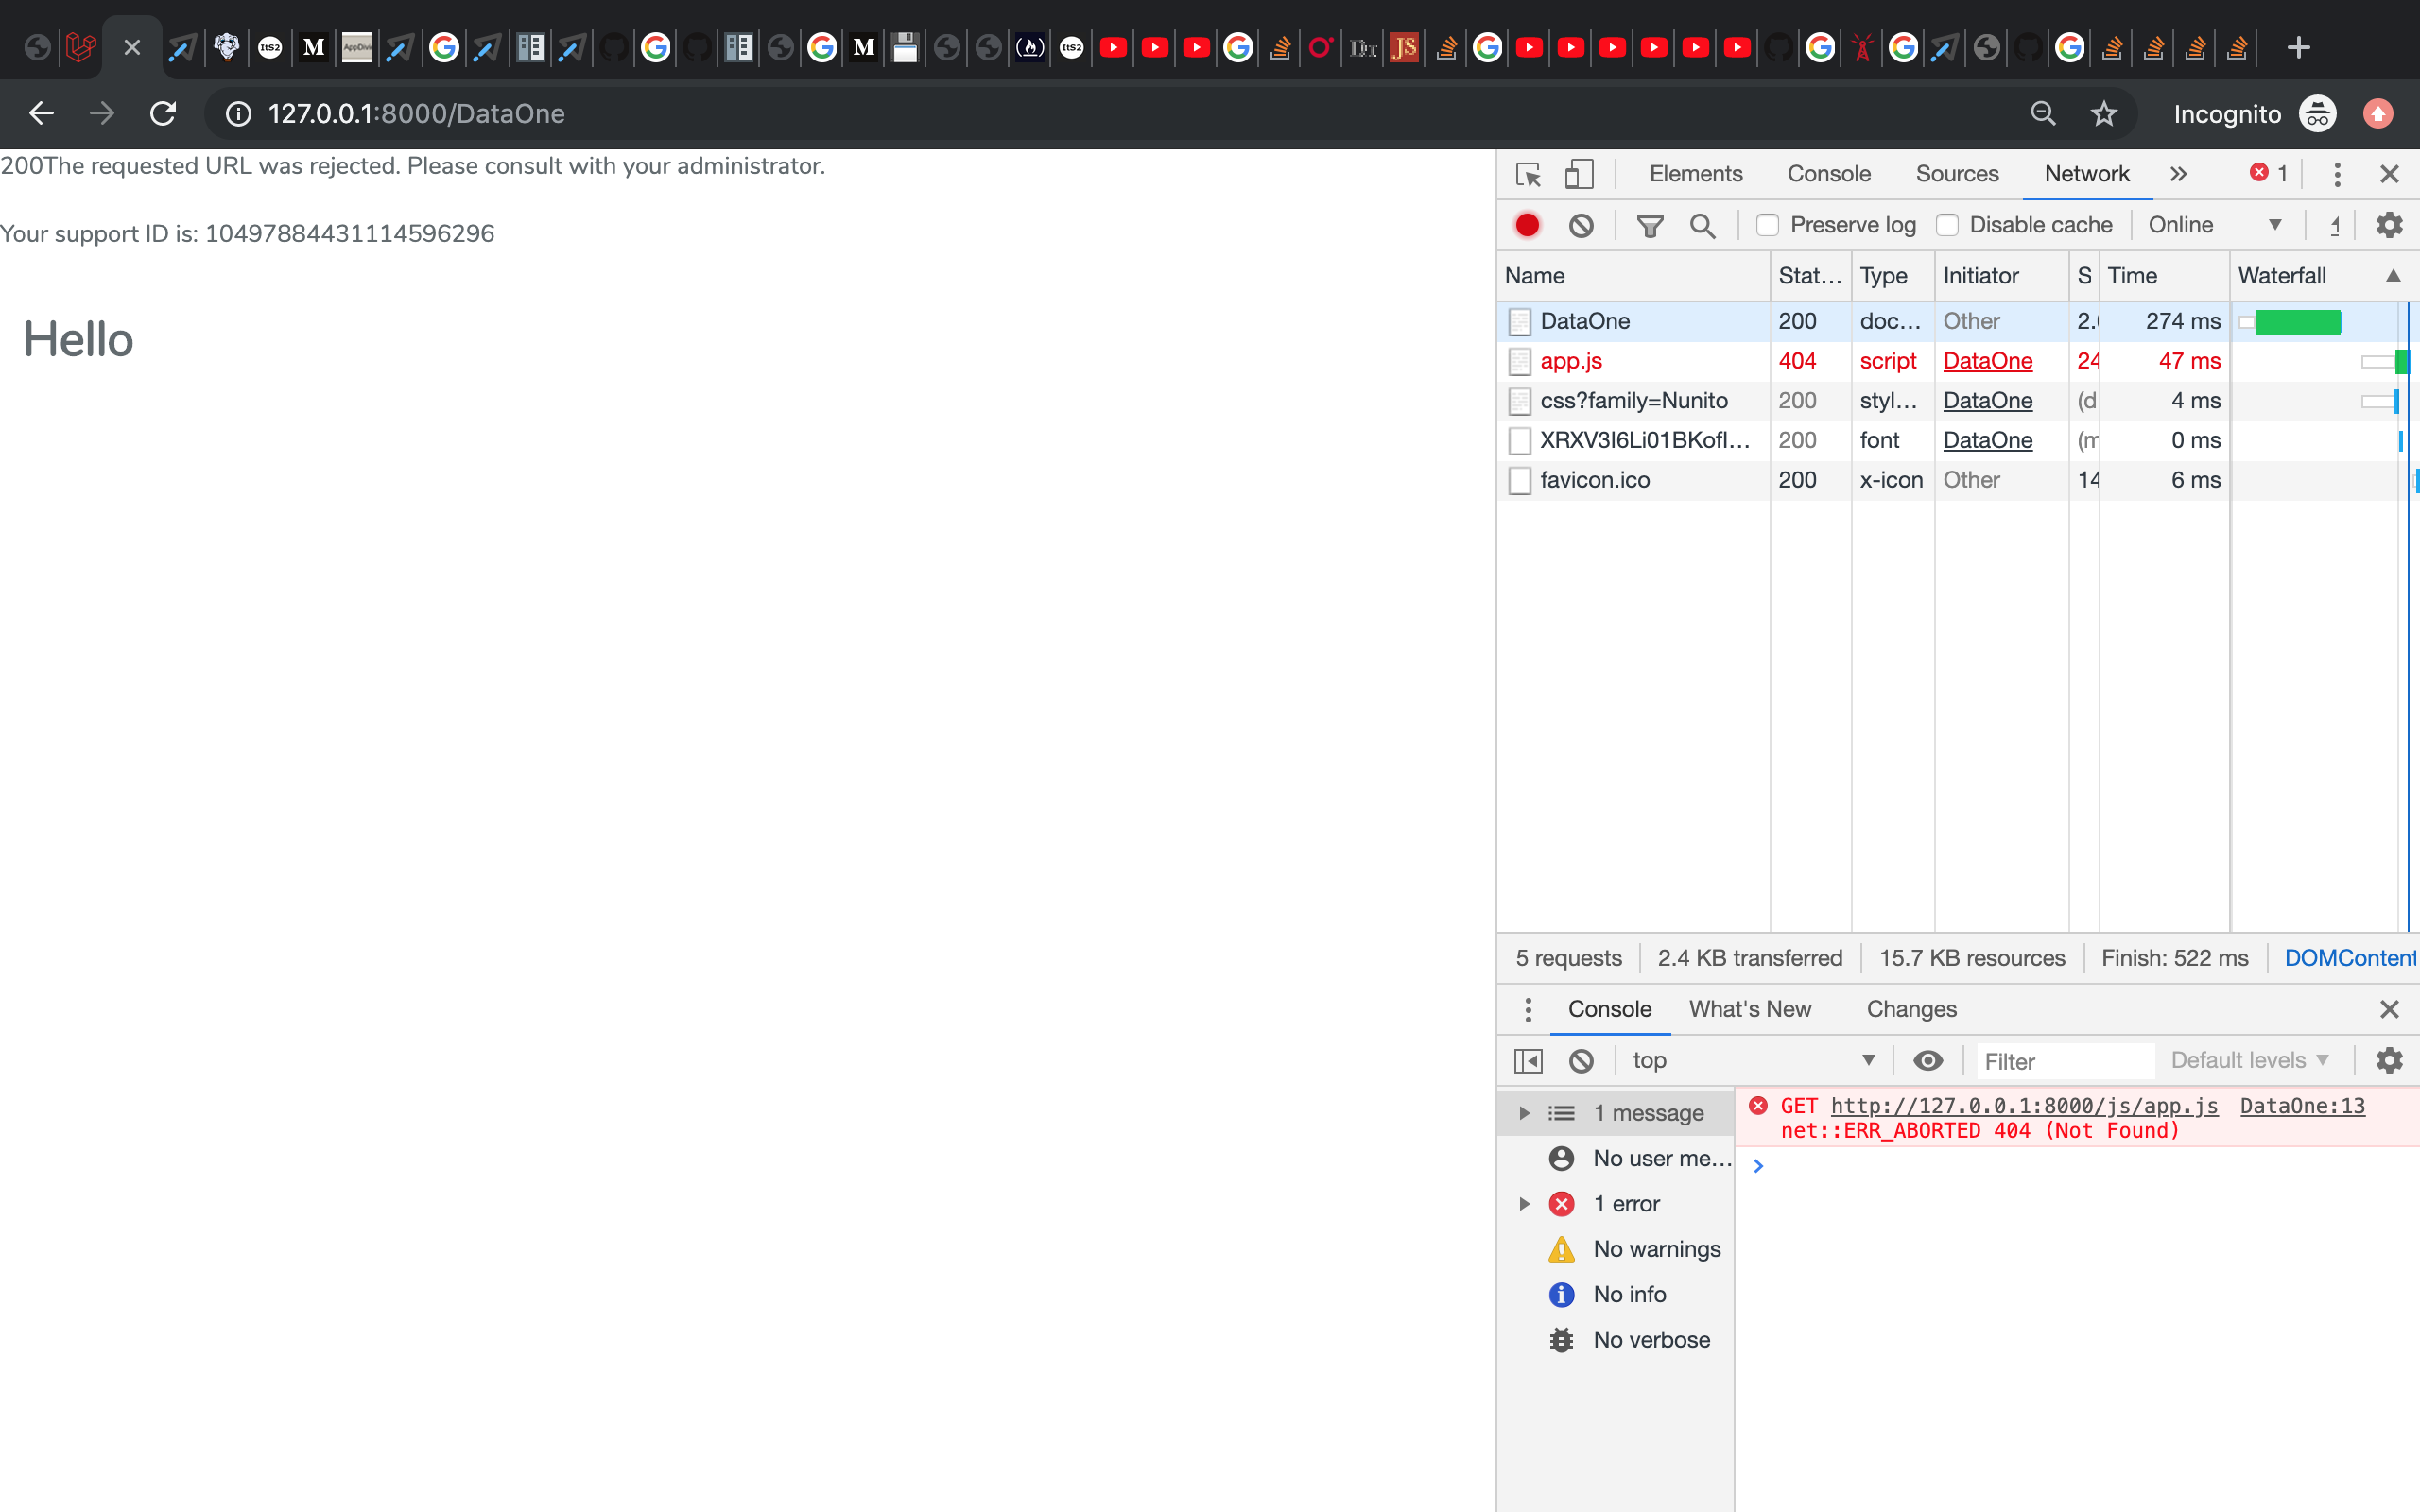 ItS2 M AppDivi M ItS2 JS
127.0.0.1:8000/DataOne Incognito
200The requested URL was rejected. Please consult with your administrator.
Your support ID is: 10497884431114596296
Hello
Elements Console Sources Network 1
Preserve log Disable cache Online
Name Stat... Type Initiator S Time Waterfall
DataOne 200 doc... Other 274 ms
app.js 404 script DataOne 24 47 ms
css?family=Nunito 200 styl... DataOne (d 4 ms
XRXV3I6Li01BKofI... 200 font DataOne 0 ms
favicon.ico 200 x-icon Other 14 6 ms
5 requests 2.4 KB transferred 15.7 KB resources Finish: 522 ms DOMContent
Console What's New Changes
top Filter Default levels
1 message
No user me...
1 error
No warnings
No info
No verbose
GET http://127.0.0.1:8000/js/app.js DataOne:13
net::ERR_ABORTED 404 (Not Found)